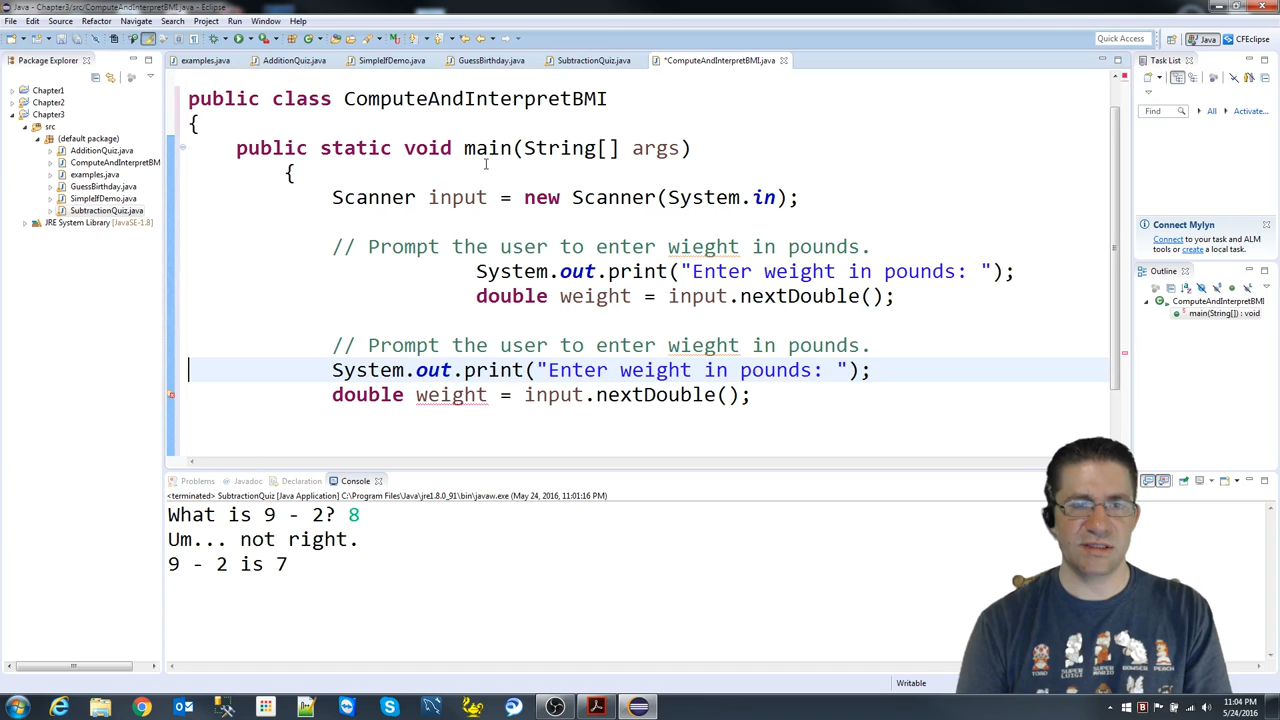 Java - Chapter3/src/ComputeAndInterpretBMI.java - Eclipse
File Edit Source Refactor Navigate Search Project Run Window Help
Quick Access Java CFEclipse
Package Explorer examples.java AdditionQuiz.java SimpleIfDemo.java GuessBirthday.java SubtractionQuiz.java *ComputeAndInterpretBMI.java Task List
Chapter1
Chapter2
Chapter3
src
(default package)
AdditionQuiz.java
ComputeAndInterpretBM
examples.java
GuessBirthday.java
SimpleIfDemo.java
SubtractionQuiz.java
JRE System Library [JavaSE-1.8]
public class ComputeAndInterpretBMI
{
public static void main(String[] args)
{
Scanner input = new Scanner(System.in);
// Prompt the user to enter wieght in pounds.
System.out.print("Enter weight in pounds: ");
double weight = input.nextDouble();
// Prompt the user to enter wieght in pounds.
System.out.print("Enter weight in pounds: ");
double weight = input.nextDouble();
Find All Activate...
Connect Mylyn
Connect to your task and ALM
tools or create a local task.
Outline
ComputeAndInterpretBMI
main(String[]) : void
Problems Javadoc Declaration Console
<terminated> SubtractionQuiz [Java Application] C:\Program Files\Java\jre1.8.0_91\bin\javaw.exe (May 24, 2016, 11:01:16 PM)
What is 9 - 2? 8
Um... not right.
9 - 2 is 7
TOAD SUPER LUIGI SUPER MARIO BOWSER PEACH
Writable
11:04 PM
5/24/2016